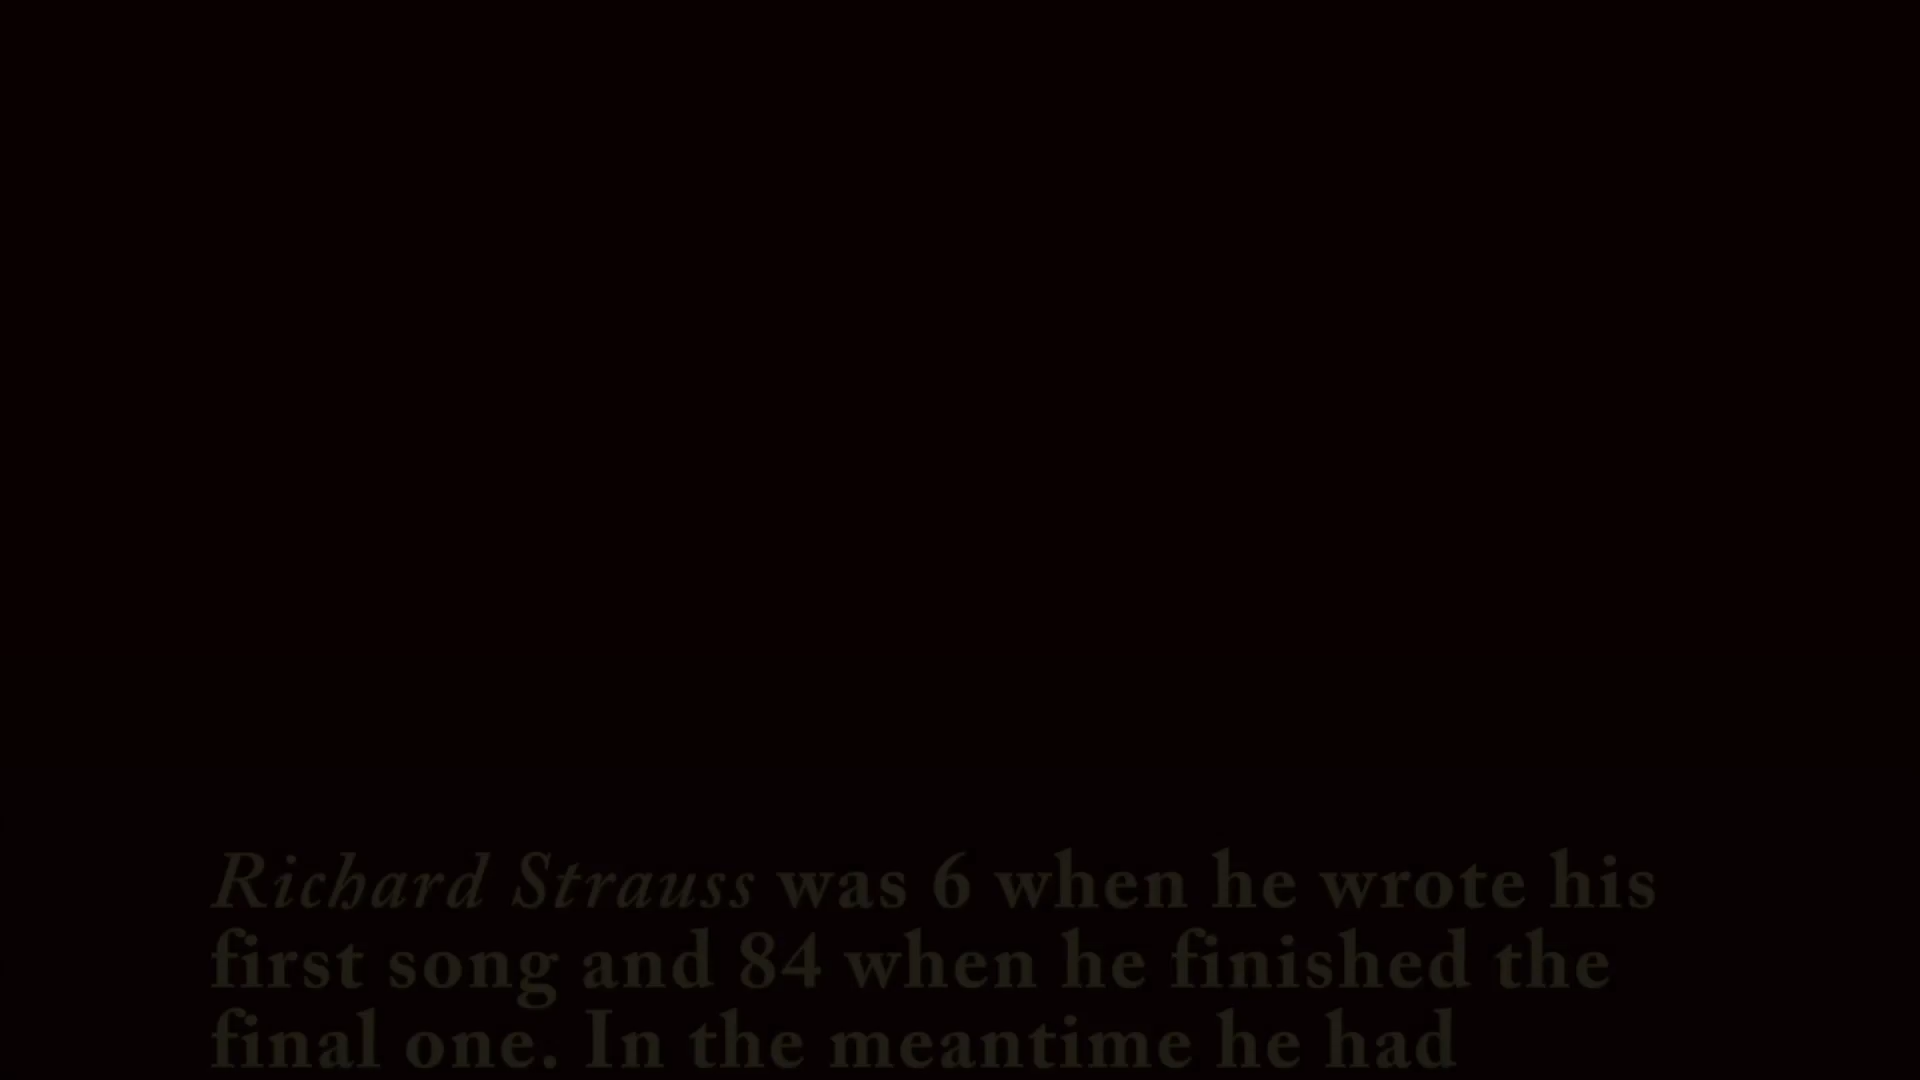 Richard Strauss was 6 when he wrote his
first song and 84 when he finished the
final one. In the meantime he had